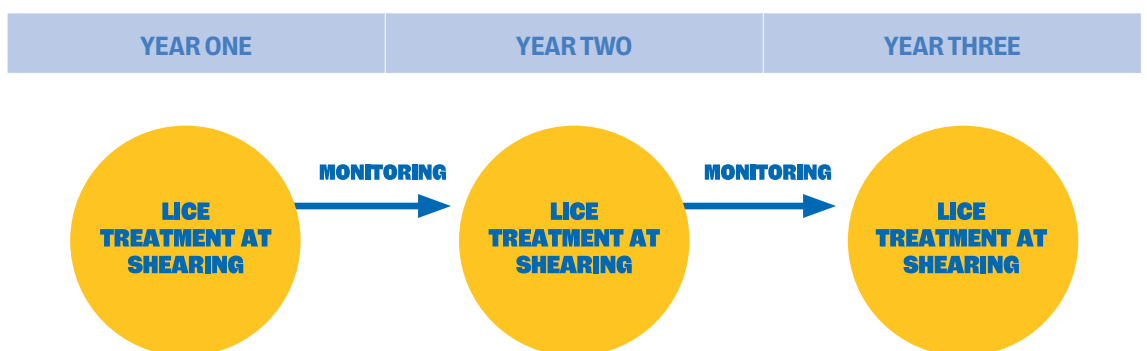 YEAR ONE
YEAR TWO
YEAR THREE
MONITORING
MONITORING
LICE
TREATMENT AT
SHEARING
LICE
TREATMENT AT
SHEARING
LICE
TREATMENT AT
SHEARING